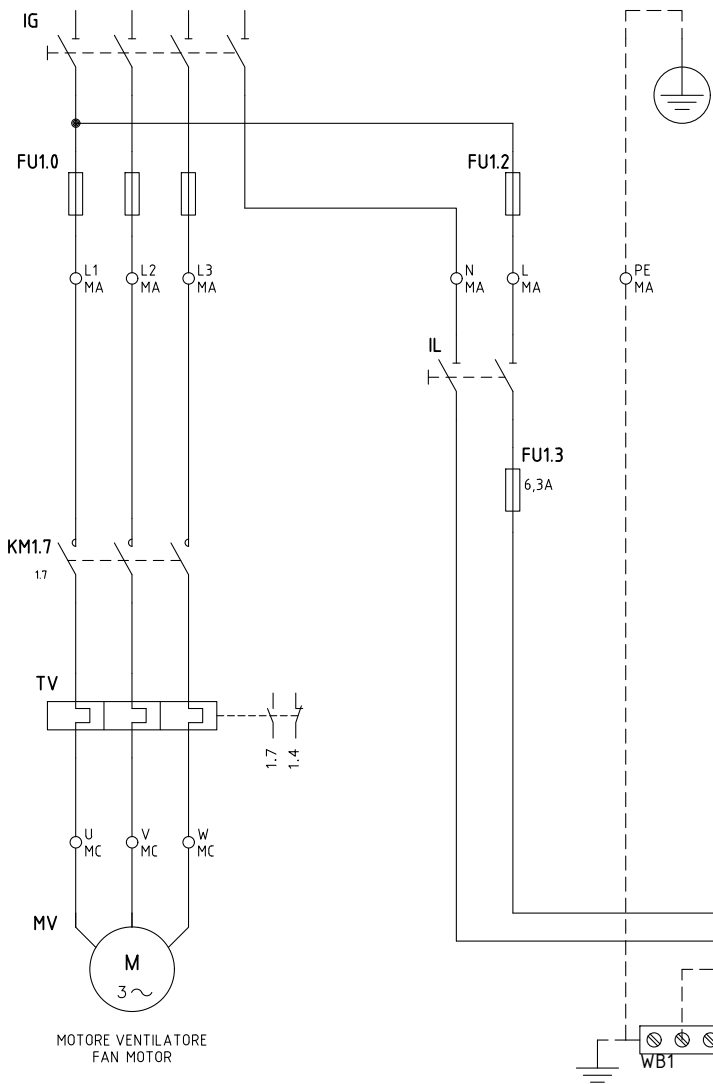 IG
FU1.0
FU1.2
L1
MA
L2
MA
L3
MA
N
MA
L
MA
PE
MA
IL
FU1.3
6,3A
KM1.7
1.7
TV
1.7
1.4
U
MC
V
MC
W
MC
MV
M
3~
MOTORE VENTILATORE
FAN MOTOR
WB1